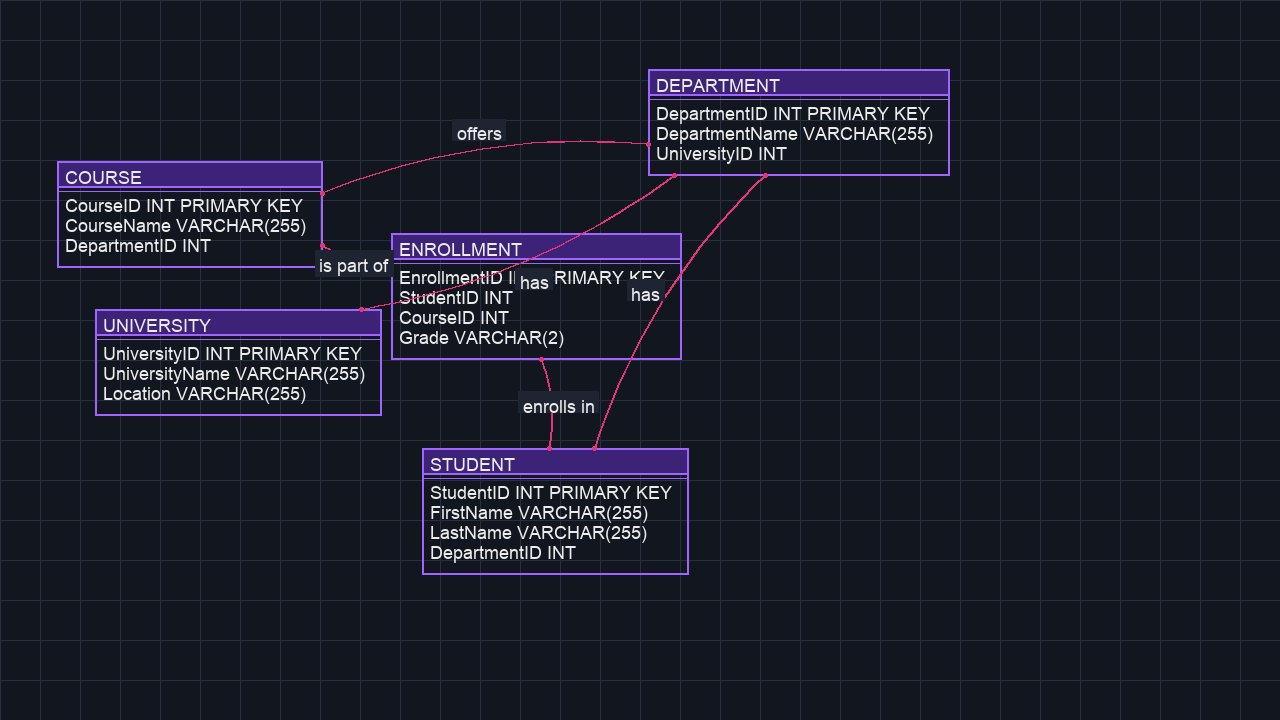 DEPARTMENT
DepartmentID INT PRIMARY KEY
DepartmentName VARCHAR(255)
UniversityID INT
offers
COURSE
CourseID INT PRIMARY KEY
CourseName VARCHAR(255)
DepartmentID INT
is part of
ENROLLMENT
EnrollmentID KEY
StudentID INT
CourseID INT
Grade VARCHAR(2)
has
has
UNIVERSITY
UniversityID INT PRIMARY KEY
UniversityName VARCHAR(255)
Location VARCHAR(255)
enrolls in
STUDENT
StudentID INT PRIMARY KEY
FirstName VARCHAR(255)
LastName VARCHAR(255)
DepartmentID INT